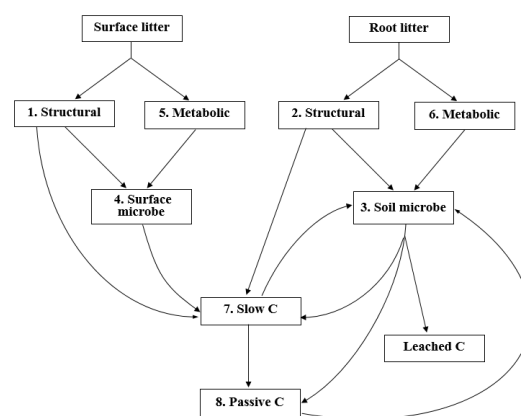 Surface litter
Root litter
1. Structural
5. Metabolic
2. Structural
6. Metabolic
4. Surface
microbe
3. Soil microbe
7. Slow C
Leached C
8. Passive C